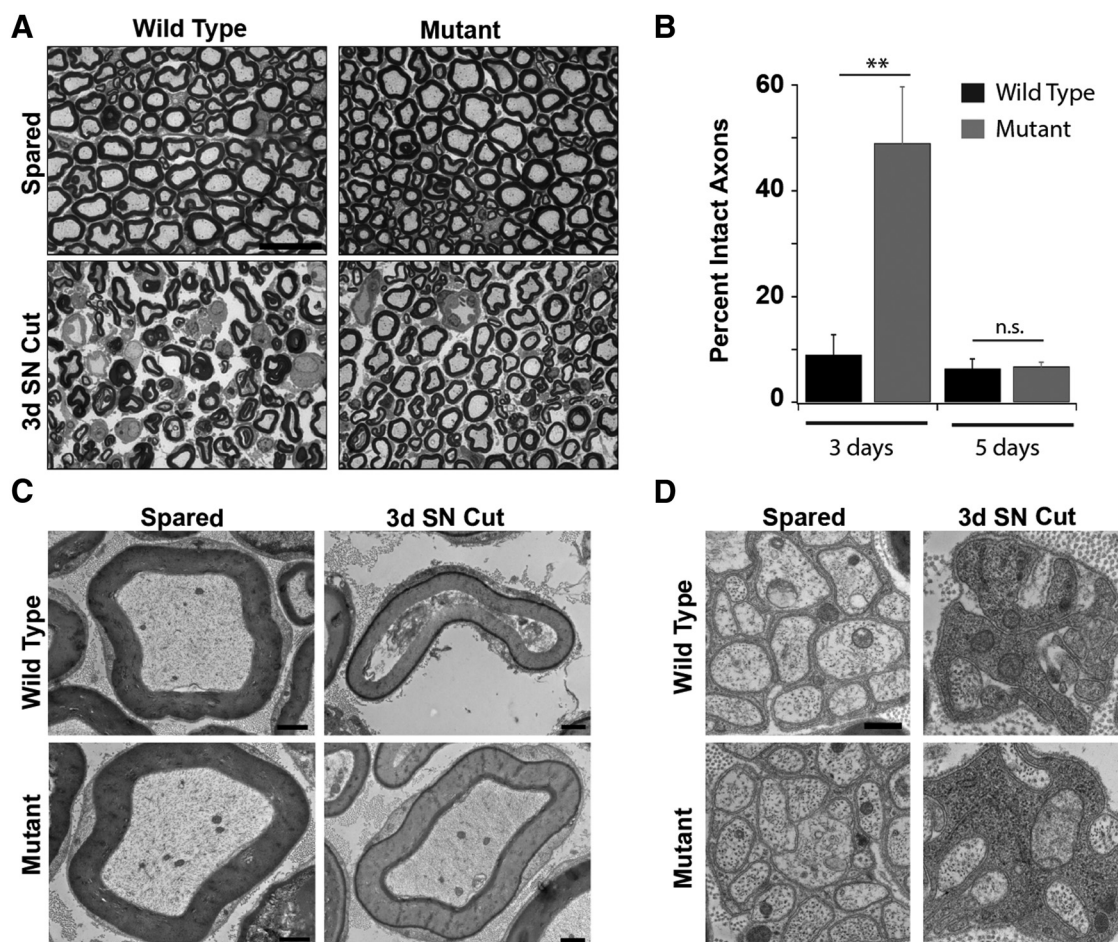 A
Wild Type
Mutant
Spared
3d SN Cut
B
60
40
20
0
Percent Intact Axons
**
n.s.
Wild Type
Mutant
3 days
5 days
C
Spared
3d SN Cut
Wild Type
Mutant
D
Spared
3d SN Cut
Wild Type
Mutant